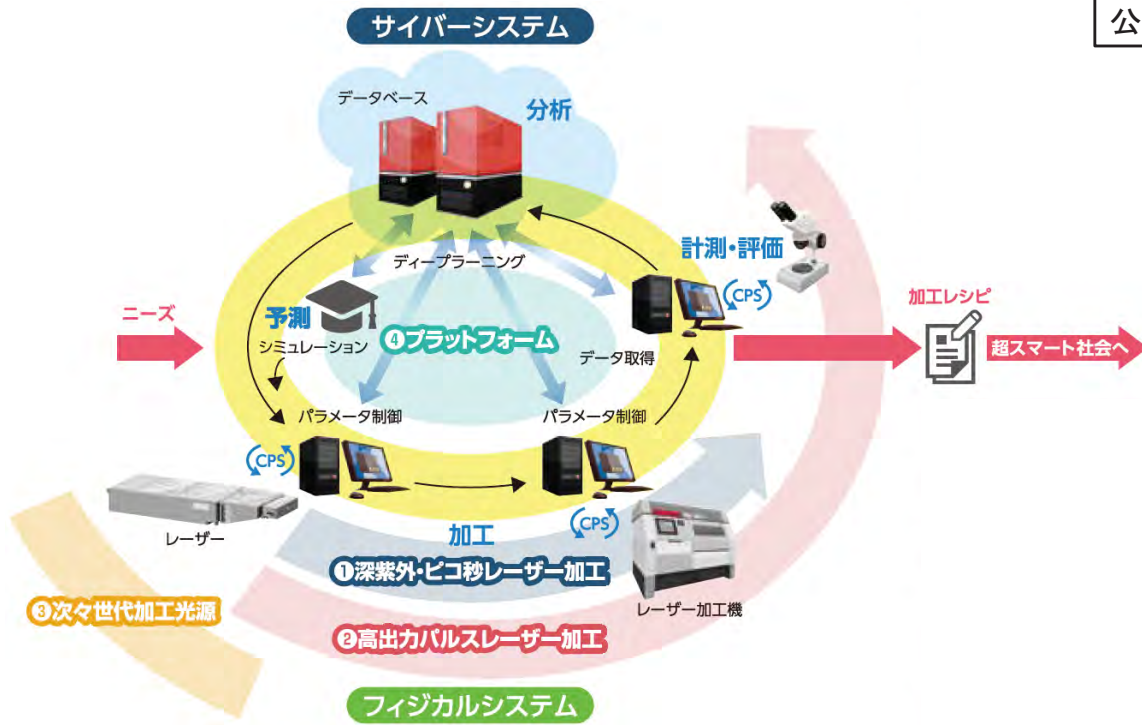 サイバーシステム
公
データベース
分析
ディープラーニング
計測・評価
CPS
ニーズ
予測
シミュレーション
❹プラットフォーム
データ取得
加工レシピ
超スマート社会へ
パラメータ制御
パラメータ制御
CPS
CPS
レーザー
加工
❶深紫外・ピコ秒レーザー加工
レーザー加工機
❸次々世代加工光源
❷高出力パルスレーザー加工
フィジカルシステム